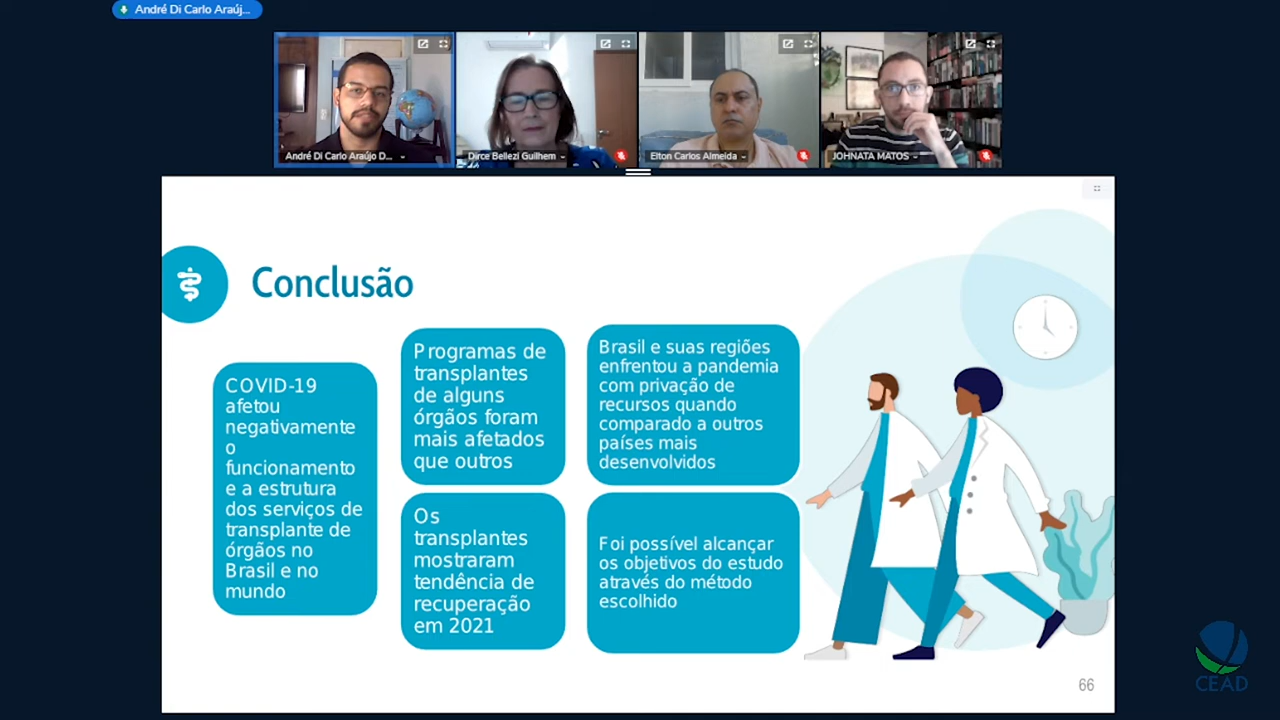 André Di Carlo Araúj...
André Di Carlo Araújo D...
Dirce Bellezi Guilhem
Elton Carlos Almeida
JOHNATA MATOS
Conclusão
COVID-19
afetou
negativamente
o
funcionamento
e a estrutura
dos serviços de
transplante de
órgãos no
Brasil e no
mundo
Programas de
transplantes
de alguns
órgãos foram
mais afetados
que outros
Os
transplantes
mostraram
tendência de
recuperação
em 2021
Brasil e suas regiões
enfrentou a pandemia
com privação de
recursos quando
comparado a outros
países mais
desenvolvidos
Foi possível alcançar
os objetivos do estudo
através do método
escolhido
66
CEAD